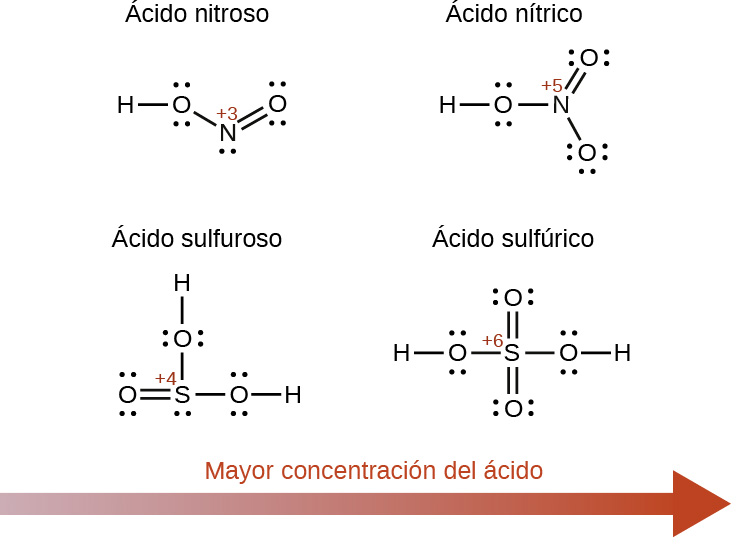 Ácido nitroso
Ácido nítrico
H O +3 N O
H O +5 N O O
Ácido sulfuroso
Ácido sulfúrico
H
O
O +4 S O H
O
H O +6 S O H
O
Mayor concentración del ácido